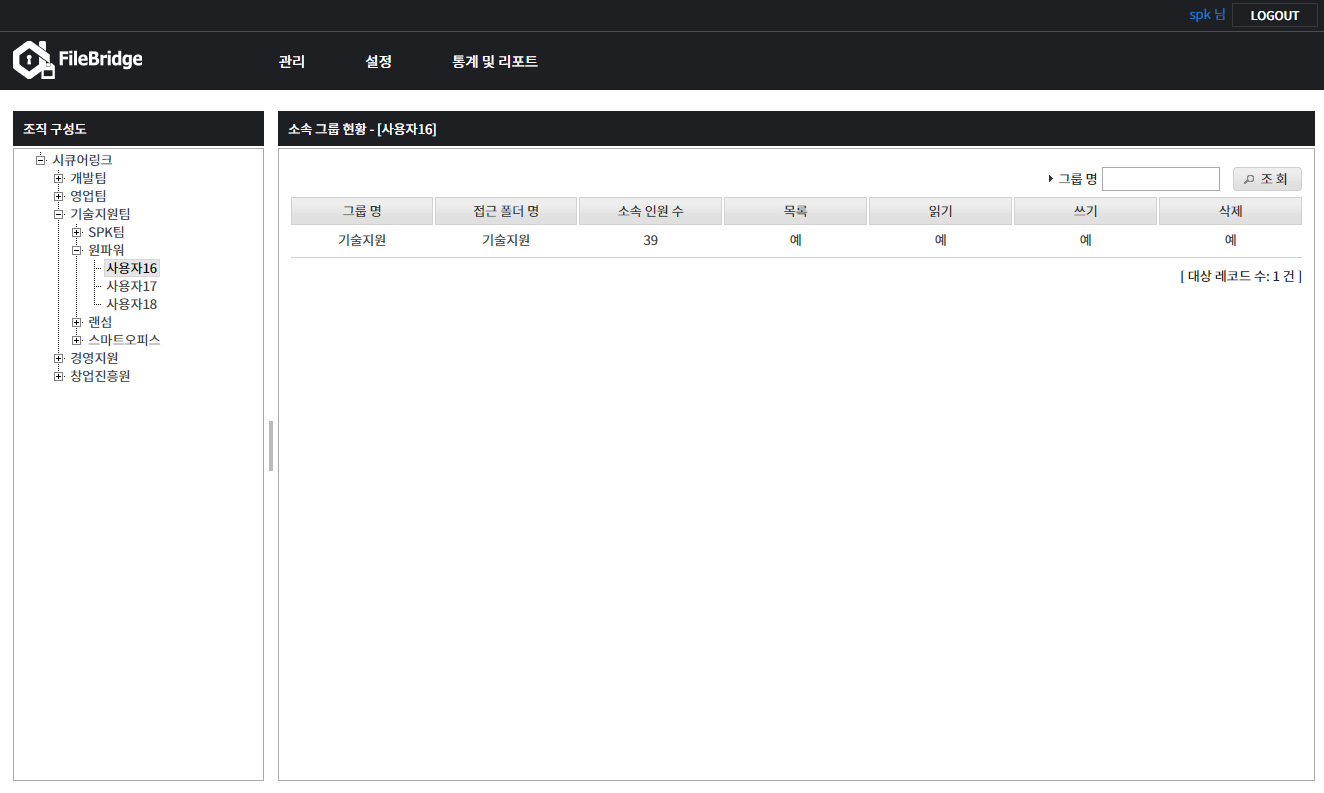 spk 님 LOGOUT
FileBridge 관리 설정 통계 및 리포트
조직 구성도
시큐어링크
개발팀
영업팀
기술지원팀
SPK팀
원파워
사용자16
사용자17
사용자18
랜섬
스마트오피스
경영지원
창업진흥원
소속 그룹 현황 - [사용자16]
그룹 명 조 회
그룹 명 접근 폴더 명 소속 인원 수 목록 읽기 쓰기 삭제
기술지원 기술지원 39 예 예 예 예
[ 대상 레코드 수: 1 건 ]